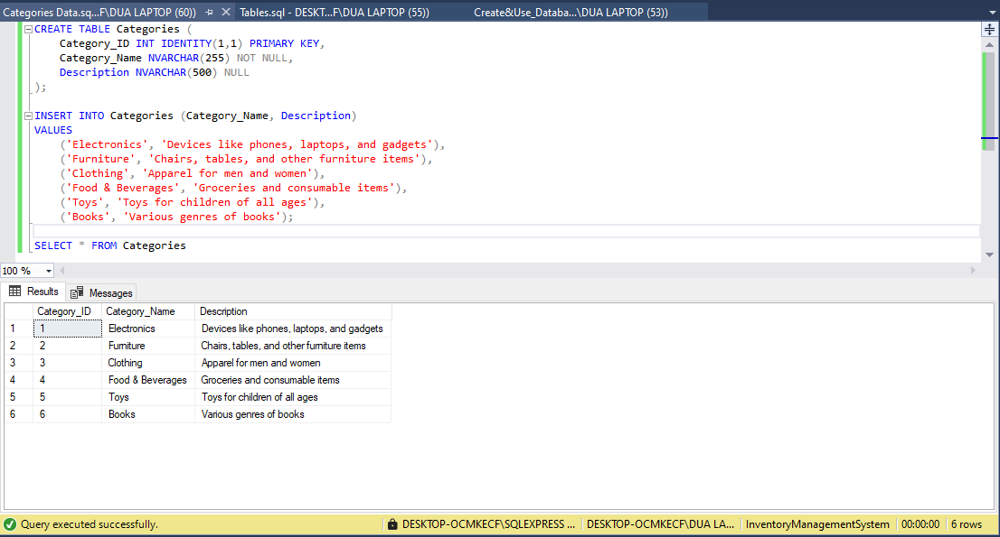 Categories Data.sq...F\DUA LAPTOP (60)) Tables.sql - DESKT...F\DUA LAPTOP (55)) Create&Use_Databa...\DUA LAPTOP (53))
CREATE TABLE Categories (
Category_ID INT IDENTITY(1,1) PRIMARY KEY,
Category_Name NVARCHAR(255) NOT NULL,
Description NVARCHAR(500) NULL
);
INSERT INTO Categories (Category_Name, Description)
VALUES
('Electronics', 'Devices like phones, laptops, and gadgets'),
('Furniture', 'Chairs, tables, and other furniture items'),
('Clothing', 'Apparel for men and women'),
('Food & Beverages', 'Groceries and consumable items'),
('Toys', 'Toys for children of all ages'),
('Books', 'Various genres of books');
SELECT * FROM Categories
100 %
Results Messages
Category_ID Category_Name Description
1 1 Electronics Devices like phones, laptops, and gadgets
2 2 Furniture Chairs, tables, and other furniture items
3 3 Clothing Apparel for men and women
4 4 Food & Beverages Groceries and consumable items
5 5 Toys Toys for children of all ages
6 6 Books Various genres of books
Query executed successfully. DESKTOP-OCMKECF\SQLEXPRESS ... DESKTOP-OCMKECF\DUA LA... InventoryManagementSystem 00:00:00 6 rows